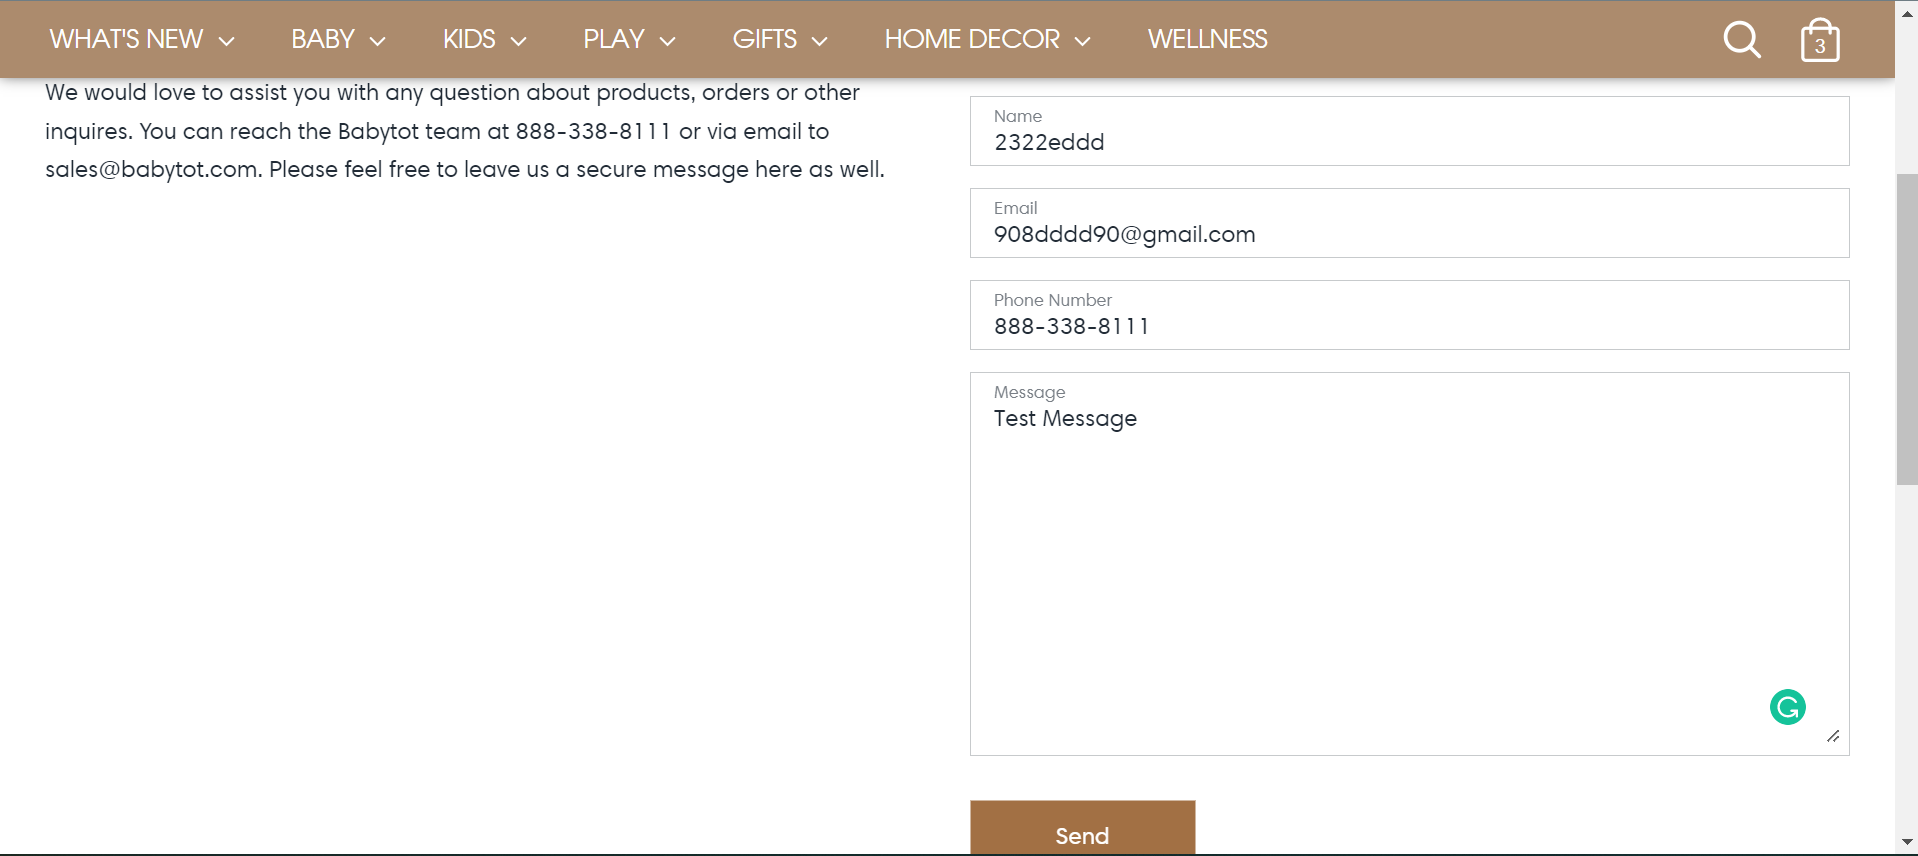 WHAT'S NEW BABY KIDS PLAY GIFTS HOME DECOR WELLNESS 3
We would love to assist you with any question about products, orders or other
inquires. You can reach the Babytot team at 888-338-8111 or via email to
sales@babytot.com. Please feel free to leave us a secure message here as well.
Name
2322eddd
Email
908dddd90@gmail.com
Phone Number
888-338-8111
Message
Test Message
Send